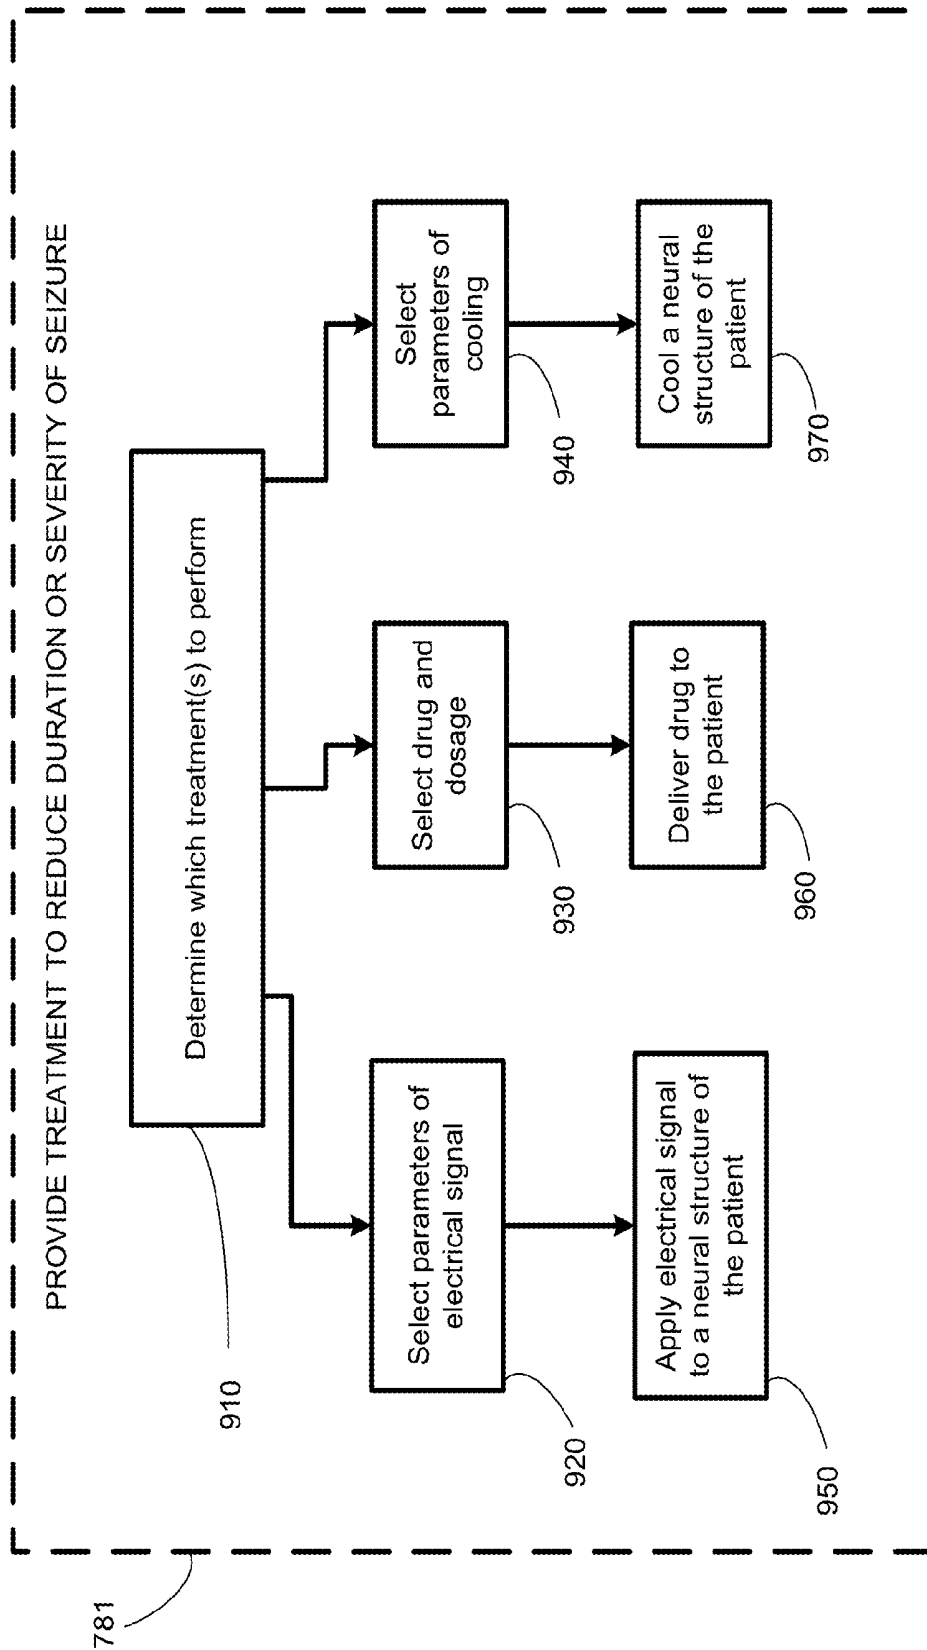 PROVIDE TREATMENT TO REDUCE DURATION OR SEVERITY OF SEIZURE
781
Determine which treatment(s) to perform
910
Select parameters of
electrical signal
920
Select drug and
dosage
930
Select
parameters of
cooling
940
Apply electrical signal
to a neural structure of
the patient
950
Deliver drug to
the patient
960
Cool a neural
structure of the
patient
970